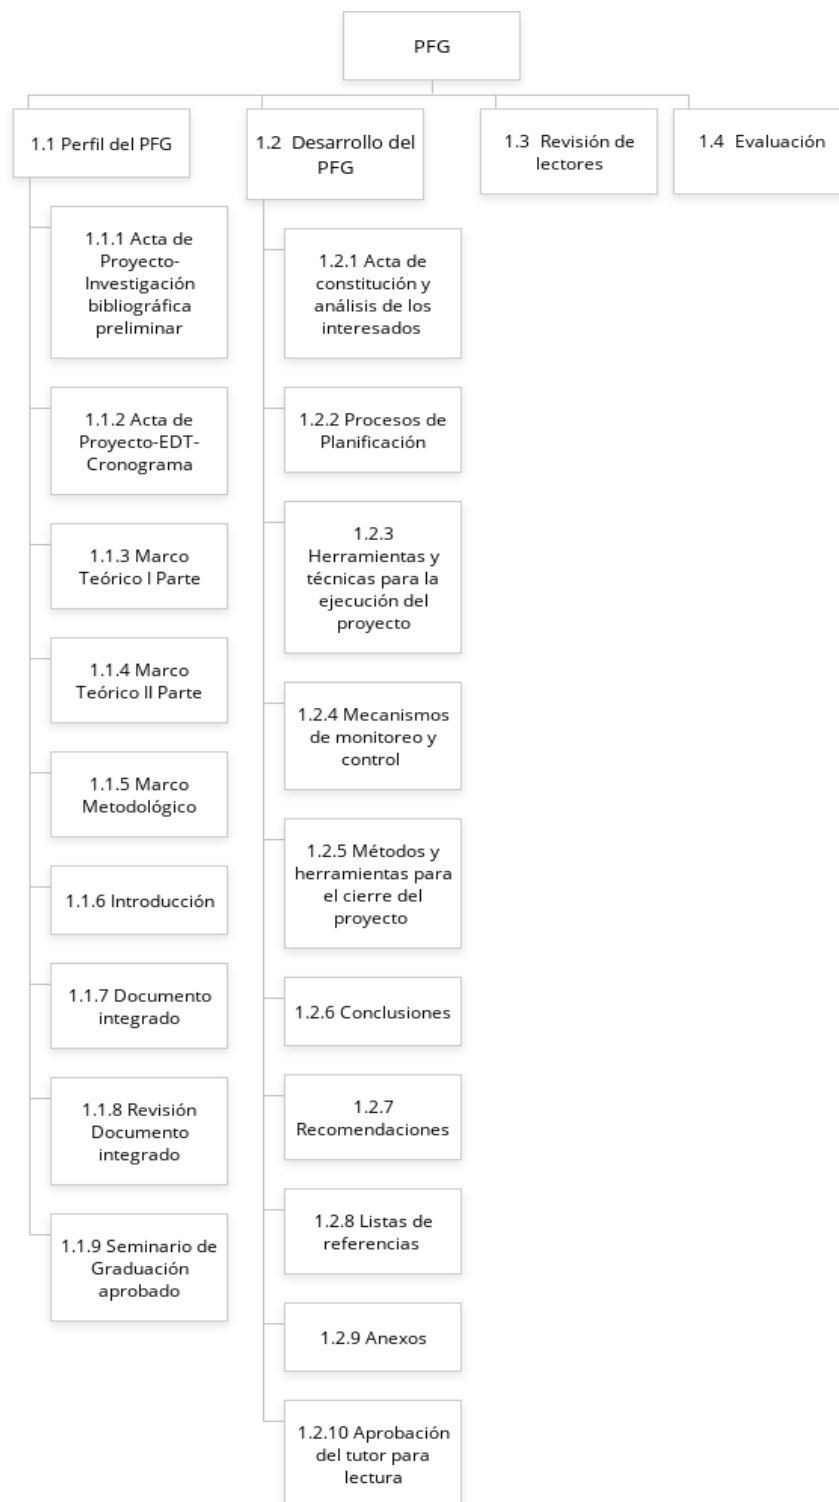 PFG
1.1 Perfil del PFG
1.1.1 Acta de
Proyecto-
Investigación
bibliográfica
preliminar
1.1.2 Acta de
Proyecto-EDT-
Cronograma
1.1.3 Marco
Teórico I Parte
1.1.4 Marco
Teórico II Parte
1.1.5 Marco
Metodológico
1.1.6 Introducción
1.1.7 Documento
integrado
1.1.8 Revisión
Documento
integrado
1.1.9 Seminario de
Graduación
aprobado
1.2 Desarrollo del
PFG
1.2.1 Acta de
constitución y
análisis de los
interesados
1.2.2 Procesos de
Planificación
1.2.3
Herramientas y
técnicas para la
ejecución del
proyecto
1.2.4 Mecanismos
de monitoreo y
control
1.2.5 Métodos y
herramientas para
el cierre del
proyecto
1.2.6 Conclusiones
1.2.7
Recomendaciones
1.2.8 Listas de
referencias
1.2.9 Anexos
1.2.10 Aprobación
del tutor para
lectura
1.3 Revisión de
lectores
1.4 Evaluación